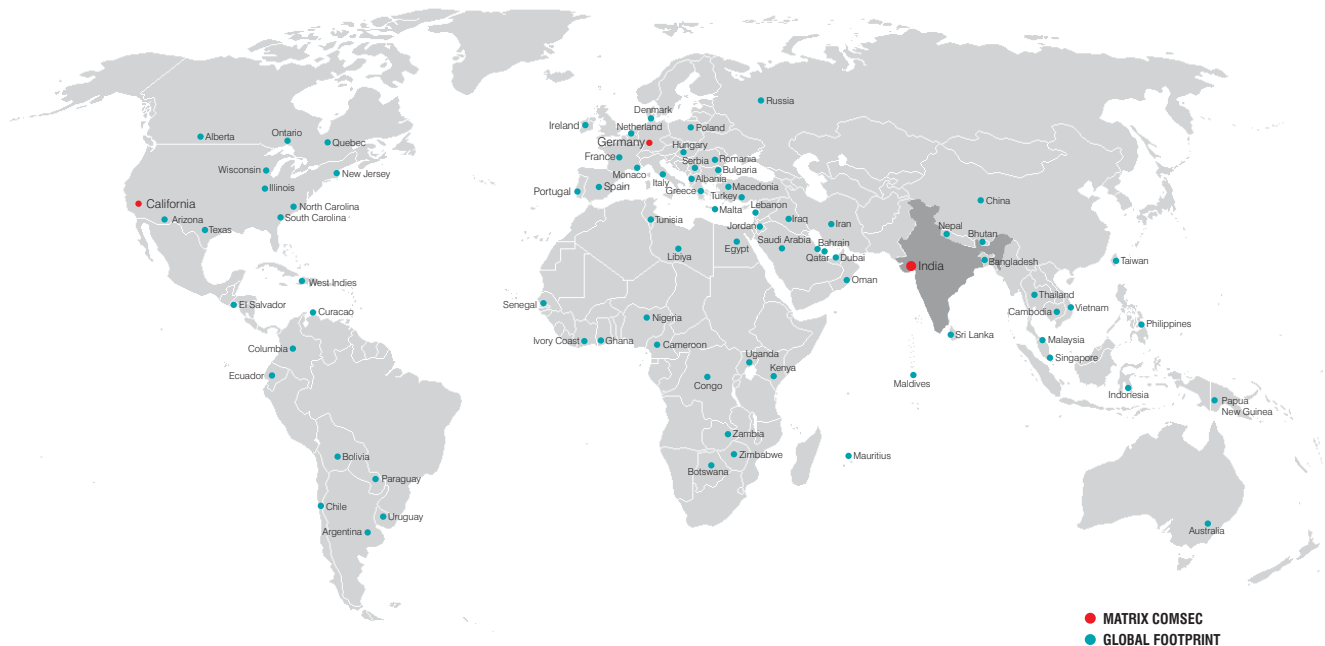 Russia
Denmark
Ireland
Netherland
Poland
Alberta
Ontario
Quebec
Germany
Hungary
France
Serbia
Romania
Wisconsin
Monaco
Bulgaria
New Jersey
Italy
Albania
Illinois
Portugal
Spain
Greece
Macedonia
Turkey
California
North Carolina
Malta
Lebanon
China
Arizona
South Carolina
Tunisia
Iraq
Iran
Texas
Jordan
Nepal
Bhutan
Egypt
Saudi Arabia
Bahrain
Libiya
Qatar
Dubai
India
Bangladesh
Taiwan
West Indies
Oman
Thailand
El Salvador
Senegal
Curacao
Cambodia
Vietnam
Nigeria
Philippines
Sri Lanka
Ivory Coast
Ghana
Cameroon
Malaysia
Columbia
Uganda
Singapore
Ecuador
Kenya
Congo
Maldives
Indonesia
Papua
New Guinea
Zambia
Bolivia
Zimbabwe
Mauritius
Botswana
Paraguay
Chile
Uruguay
Argentina
Australia
MATRIX COMSEC
GLOBAL FOOTPRINT